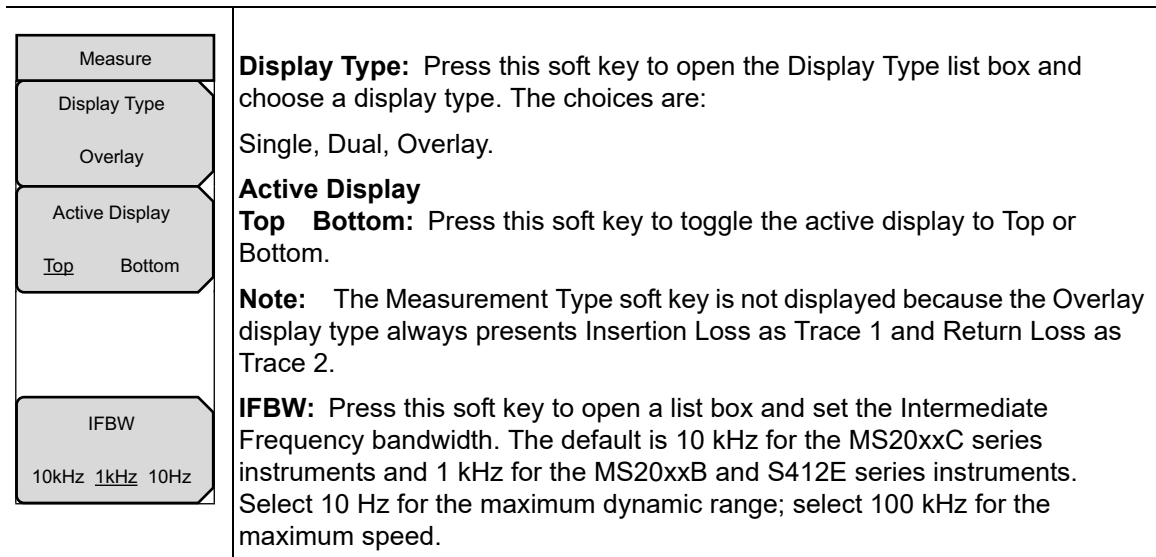 Measure
Display Type
Overlay
Active Display
Top Bottom
IFBW
10kHz 1kHz 10Hz
Display Type: Press this soft key to open the Display Type list box and
choose a display type. The choices are:
Single, Dual, Overlay.
Active Display
Top Bottom: Press this soft key to toggle the active display to Top or
Bottom.
Note: The Measurement Type soft key is not displayed because the Overlay
display type always presents Insertion Loss as Trace 1 and Return Loss as
Trace 2.
IFBW: Press this soft key to open a list box and set the Intermediate
Frequency bandwidth. The default is 10 kHz for the MS20xxC series
instruments and 1 kHz for the MS20xxB and S412E series instruments.
Select 10 Hz for the maximum dynamic range; select 100 kHz for the
maximum speed.